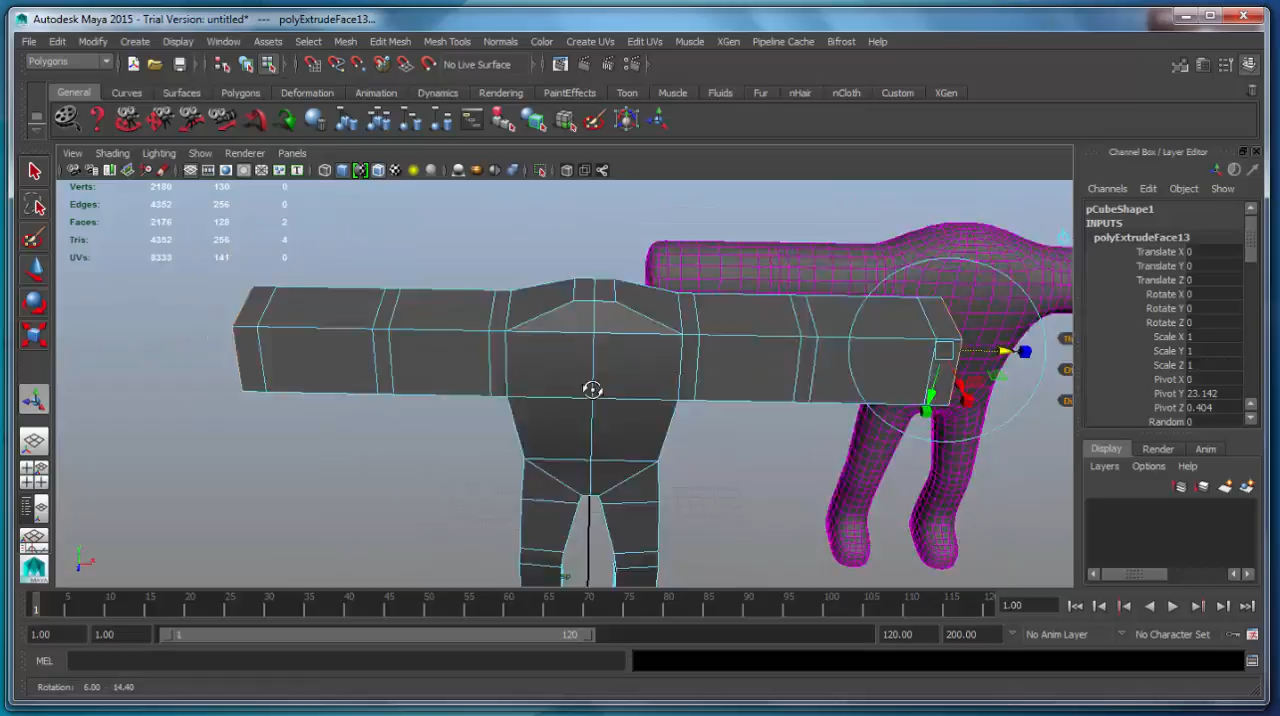 Autodesk Maya 2015 - Trial Version: untitled* --- polyExtrudeFace13...
File Edit Modify Create Display Window Assets Select Mesh Edit Mesh Mesh Tools Normals Color Create UVs Edit UVs Muscle XGen Pipeline Cache Bifrost Help
Polygons No Live Surface
General Curves Surfaces Polygons Deformation Animation Dynamics Rendering PaintEffects Toon Muscle Fluids Fur nHair nCloth Custom XGen
View Shading Lighting Show Renderer Panels
Channel Box / Layer Editor
Verts: 2180 130 0
Edges: 4352 256 0
Faces: 2176 128 2
Tris: 4352 256 4
UVs: 8333 141 0
Channels Edit Object Show
pCubeShape1
INPUTS
polyExtrudeFace13
Translate X 0
Translate Y 0
Translate Z 0
Rotate X 0
Rotate Y 0
Rotate Z 0
Scale X 1
Scale Y 1
Scale Z 1
Pivot X 0
Pivot Y 23.142
Pivot Z 0.404
Random 0
Display Render Anim
Layers Options Help
1 5 10 15 20 25 30 35 40 45 50 55 60 65 70 75 80 85 90 95 100 105 110 115 12
1.00
1.00 1.00 1 120 120.00 200.00 No Anim Layer No Character Set
MEL
Rotation: 6.00 14.40